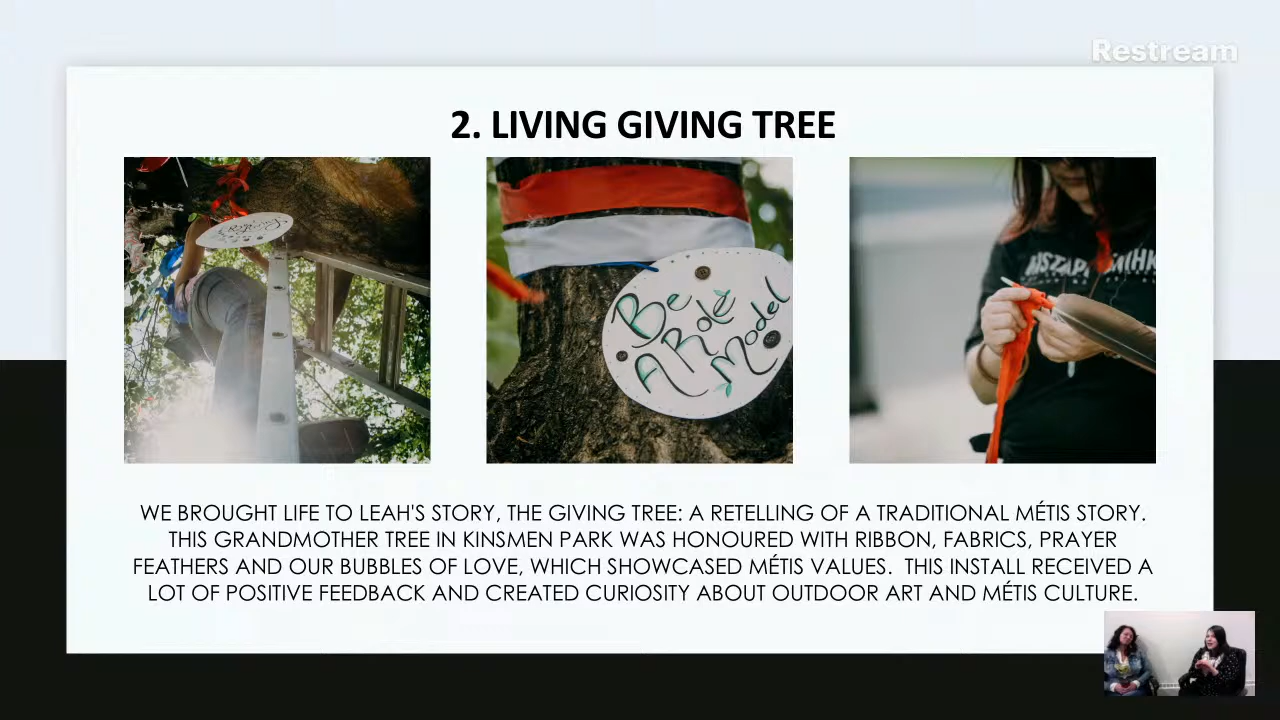 Restream
2. LIVING GIVING TREE
Be
A Role
Model
WE BROUGHT LIFE TO LEAH'S STORY, THE GIVING TREE: A RETELLING OF A TRADITIONAL MÉTIS STORY.
THIS GRANDMOTHER TREE IN KINSMEN PARK WAS HONOURED WITH RIBBON, FABRICS, PRAYER
FEATHERS AND OUR BUBBLES OF LOVE, WHICH SHOWCASED MÉTIS VALUES.  THIS INSTALL RECEIVED A
LOT OF POSITIVE FEEDBACK AND CREATED CURIOSITY ABOUT OUTDOOR ART AND MÉTIS CULTURE.